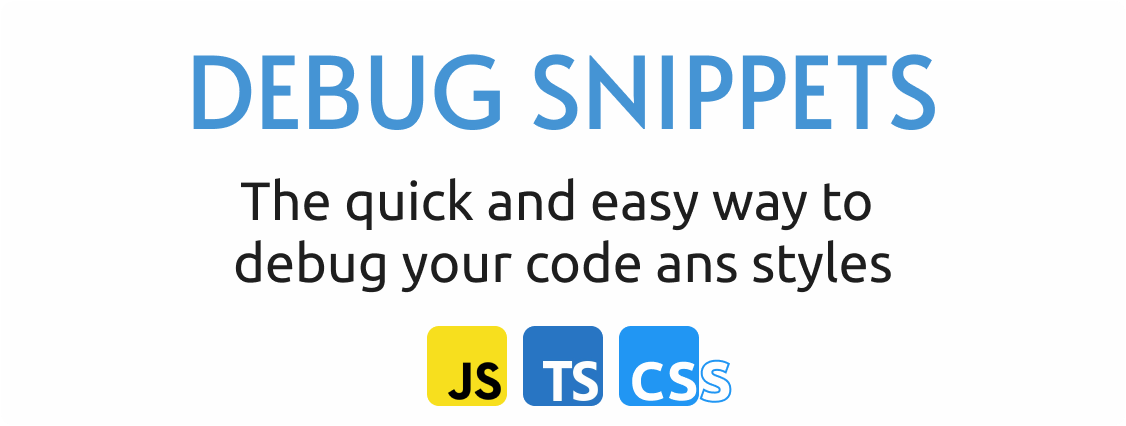 DEBUG SNIPPETS
The quick and easy way to
debug your code ans styles
JS TS CSS